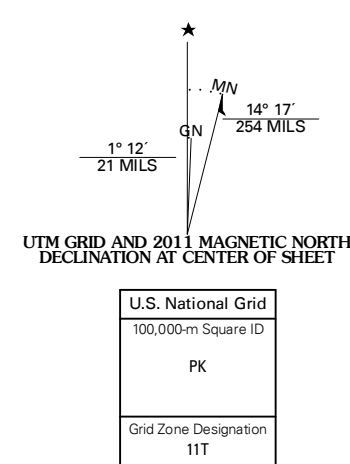 ★
MN
GN
14° 17´
254 MILS
1° 12´
21 MILS
UTM GRID AND 2011 MAGNETIC NORTH
DECLINATION AT CENTER OF SHEET
U.S. National Grid
100,000-m Square ID
PK
Grid Zone Designation
11T